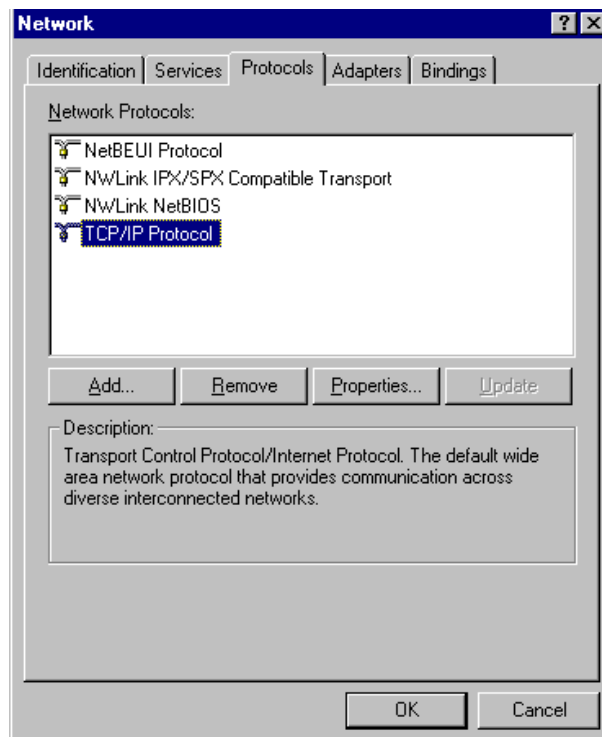 Network
Identification Services Protocols Adapters Bindings
Network Protocols:
NetBEUI Protocol
NWLink IPX/SPX Compatible Transport
NWLink NetBIOS
TCP/IP Protocol
Add... Remove Properties... Update
Description:
Transport Control Protocol/Internet Protocol. The default wide
area network protocol that provides communication across
diverse interconnected networks.
OK Cancel